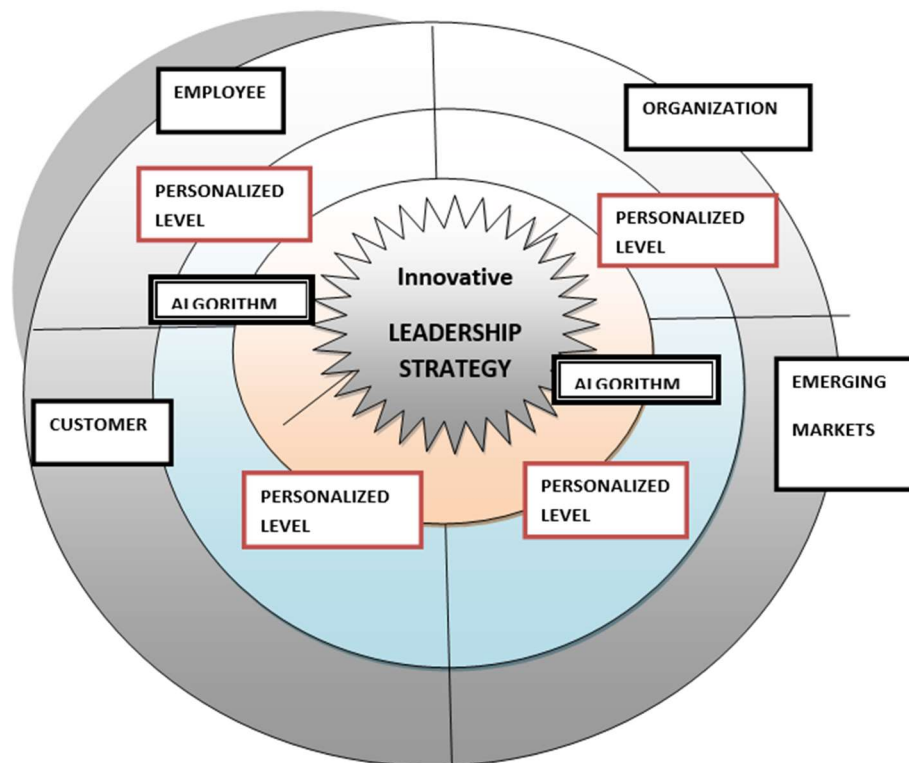 EMPLOYEE
ORGANIZATION
PERSONALIZED
LEVEL
PERSONALIZED
LEVEL
ALGORITHM
Innovative
LEADERSHIP
STRATEGY
ALGORITHM
EMERGING
MARKETS
CUSTOMER
PERSONALIZED
LEVEL
PERSONALIZED
LEVEL